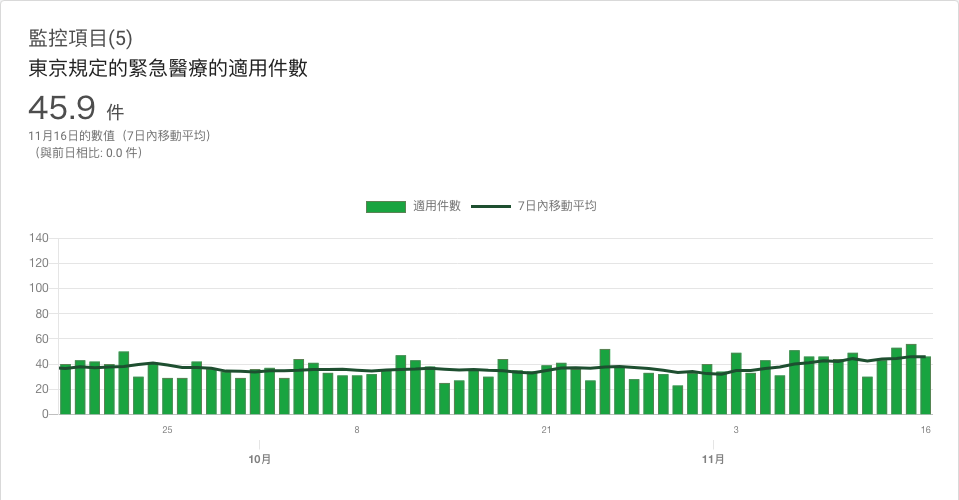 監控項目(5)
東京規定的緊急醫療的適用件數
45.9 件
11月16日的數值（7日內移動平均）
（與前日相比: 0.0 件）
適用件數 7日內移動平均
140
120
100
80
60
40
20
0
25 8 21 3 16
10月 11月